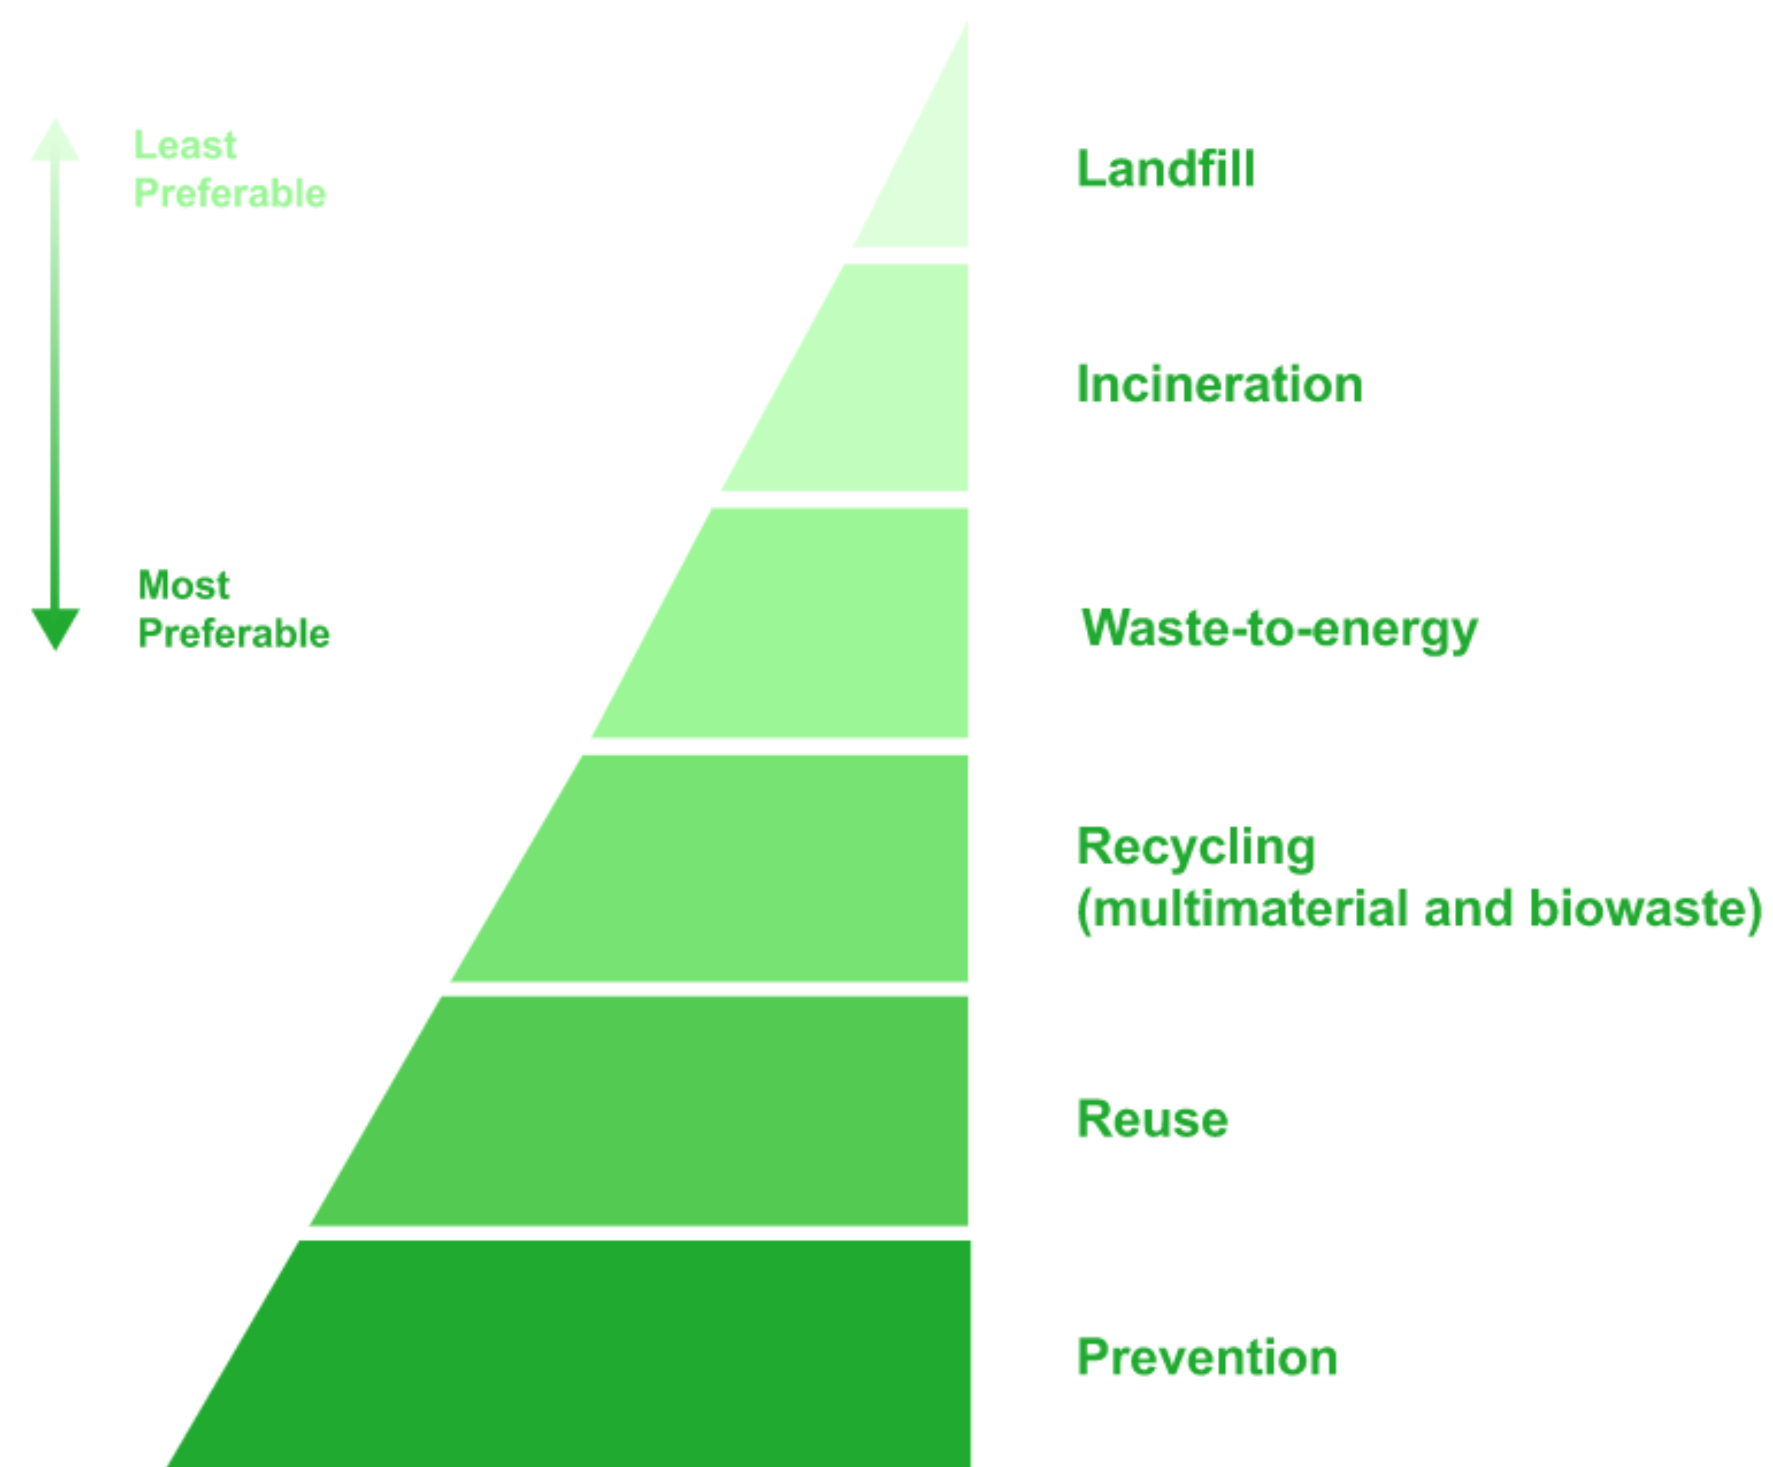 Least
Preferable
Landfill
Incineration
Most
Preferable
Waste-to-energy
Recycling
(multimaterial and biowaste)
Reuse
Prevention